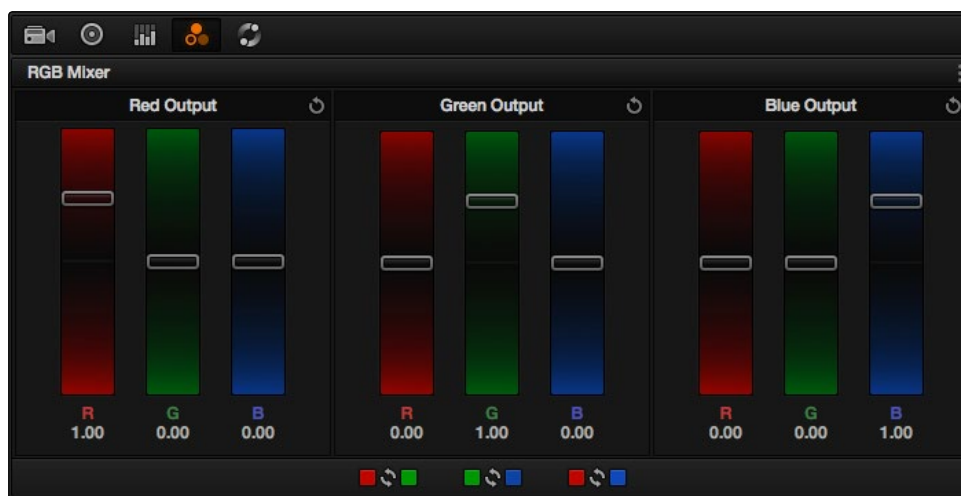 RGB Mixer
Red Output Green Output Blue Output
R G B R G B R G B
1.00 0.00 0.00 0.00 1.00 0.00 0.00 0.00 1.00